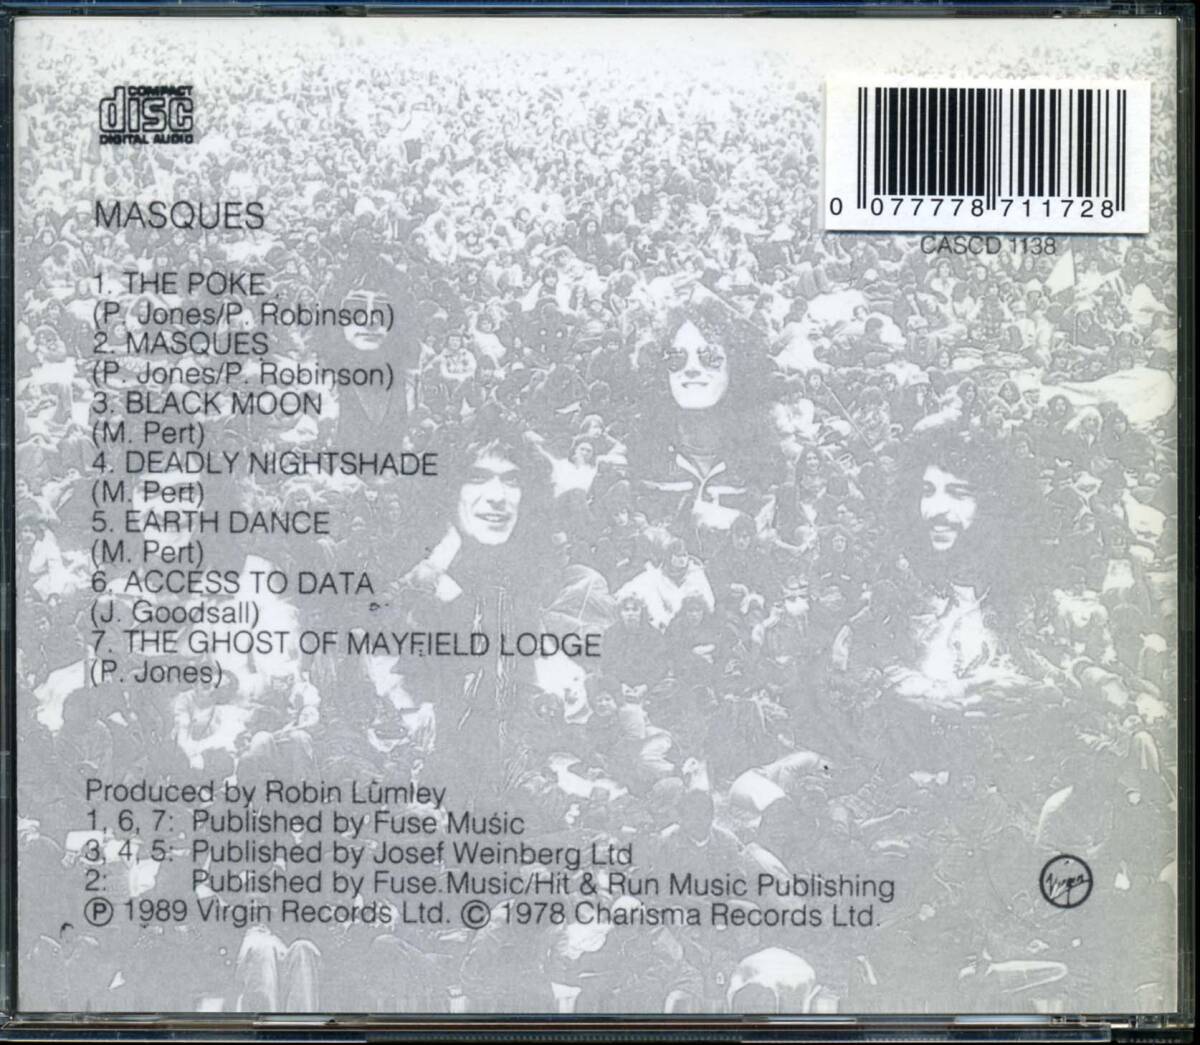 COMPACT
disc
DIGITAL AUDIO
0 077778 711728
CASCD 1138
MASQUES
1. THE POKE
(P. Jones/P. Robinson)
2. MASQUES
(P. Jones/P. Robinson)
3. BLACK MOON
(M. Pert)
4. DEADLY NIGHTSHADE
(M. Pert)
5. EARTH DANCE
(M. Pert)
6. ACCESS TO DATA
(J. Goodsall)
7. THE GHOST OF MAYFIELD LODGE
(P. Jones)
Produced by Robin Lumley
1, 6, 7: Published by Fuse Music
3, 4, 5: Published by Josef Weinberg Ltd
2: Published by Fuse Music/Hit & Run Music Publishing
Ⓟ 1989 Virgin Records Ltd. © 1978 Charisma Records Ltd.
Virgin